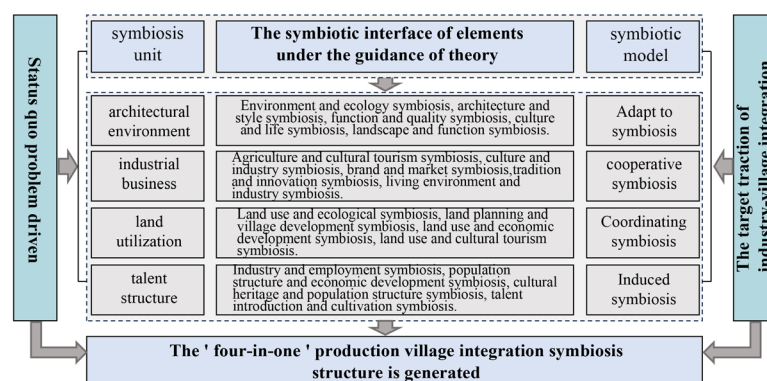 Status quo problem driven
symbiosis
unit
The symbiotic interface of elements
under the guidance of theory
symbiotic
model
architectural
environment
Environment and ecology symbiosis, architecture and
style symbiosis, function and quality symbiosis, culture
and life symbiosis, landscape and function symbiosis.
Adapt to
symbiosis
industrial
business
Agriculture and cultural tourism symbiosis, culture and
industry symbiosis, brand and market symbiosis,tradition
and innovation symbiosis, living environment and
industry symbiosis.
cooperative
symbiosis
land
utilization
Land use and ecological symbiosis, land planning and
village development symbiosis, land use and economic
development symbiosis, land use and cultural tourism
symbiosis.
Coordinating
symbiosis
talent
structure
Industry and employment symbiosis, population
structure and economic development symbiosis, cultural
heritage and population structure symbiosis, talent
introduction and cultivation symbiosis.
Induced
symbiosis
The target traction of
industry-village integration
The ' four-in-one ' production village integration symbiosis
structure is generated